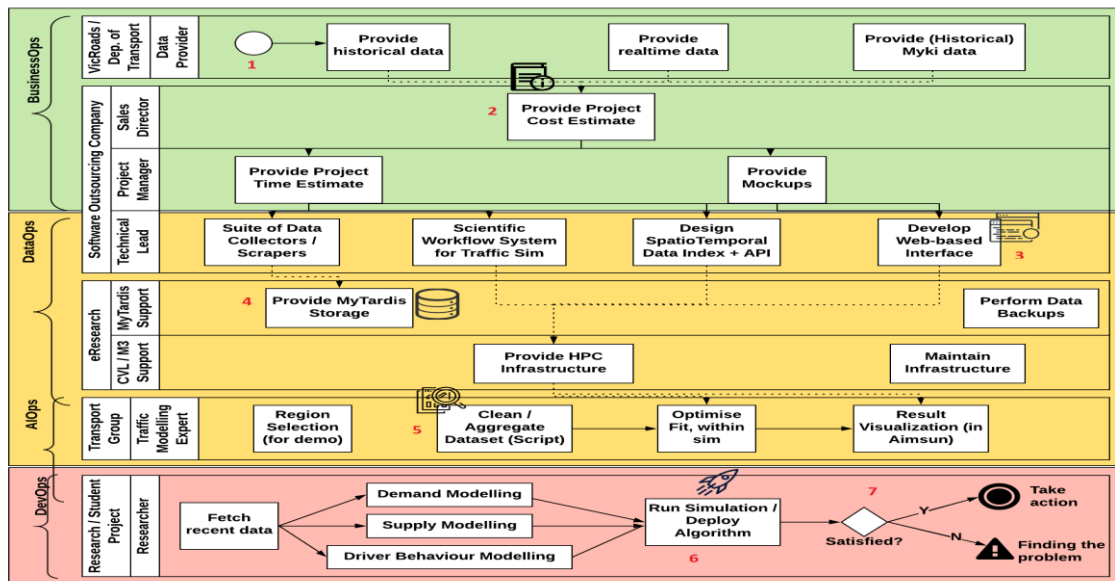 BusinessOps
VicRoads /
Dep. of
Transport
Data
Provider
1
Provide
historical data
Provide
realtime data
Provide (Historical)
Myki data
Software Outsourcing Company
Sales
Director
2
Provide Project
Cost Estimate
Project
Manager
Provide Project
Time Estimate
Provide
Mockups
DataOps
Technical
Lead
Suite of Data
Collectors /
Scrapers
Scientific
Workflow System
for Traffic Sim
Design
SpatioTemporal
Data Index + API
Develop
Web-based
Interface
3
eResearch
MyTardis
Support
4
Provide MyTardis
Storage
Perform Data
Backups
CVL / M3
Support
Provide HPC
Infrastructure
Maintain
Infrastructure
AIOps
Transport
Group
Traffic
Modelling
Expert
Region
Selection
(for demo)
5
Clean /
Aggregate
Dataset (Script)
Optimise
Fit, within
sim
Result
Visualization (in
Aimsun)
DevOps
Research / Student
Project
Researcher
Fetch
recent data
Demand Modelling
Supply Modelling
Driver Behaviour Modelling
Run Simulation /
Deploy
Algorithm
6
7
Satisfied?
Y
N
Take
action
Finding the
problem